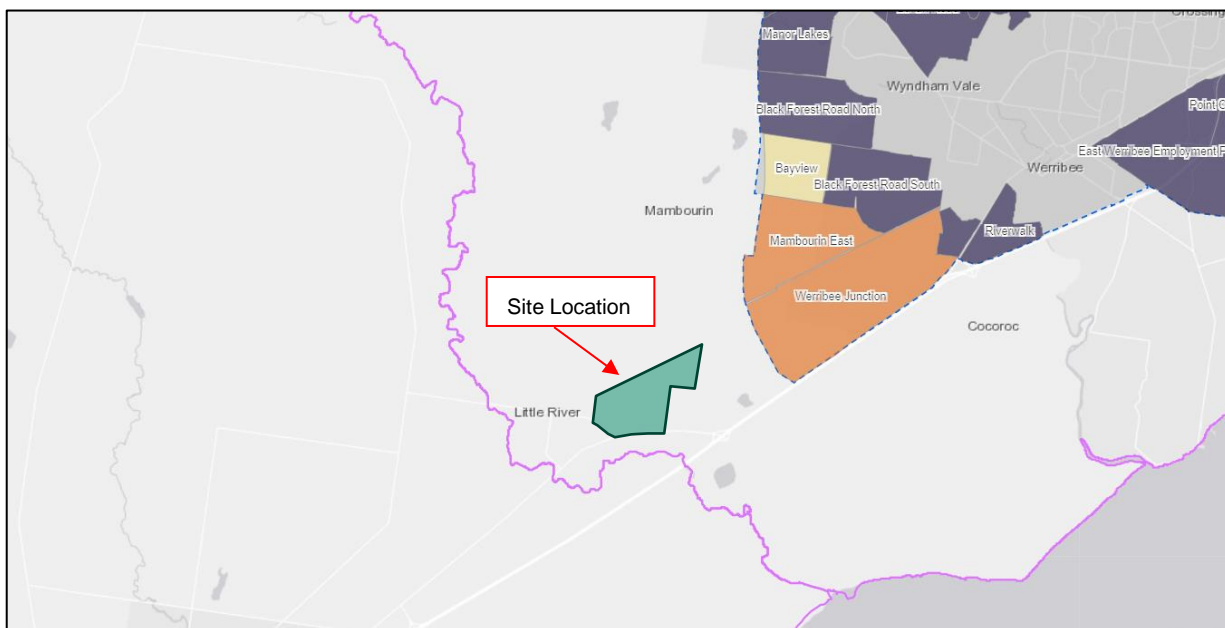 Manor Lakes
Wyndham Vale
Black Forest Road North
Point C
East Werribee Employment P
Werribee
Bayview
Black Forest Road South
Mambourin
Riverwalk
Mambourin East
Werribee Junction
Site Location
Cocoroc
Little River